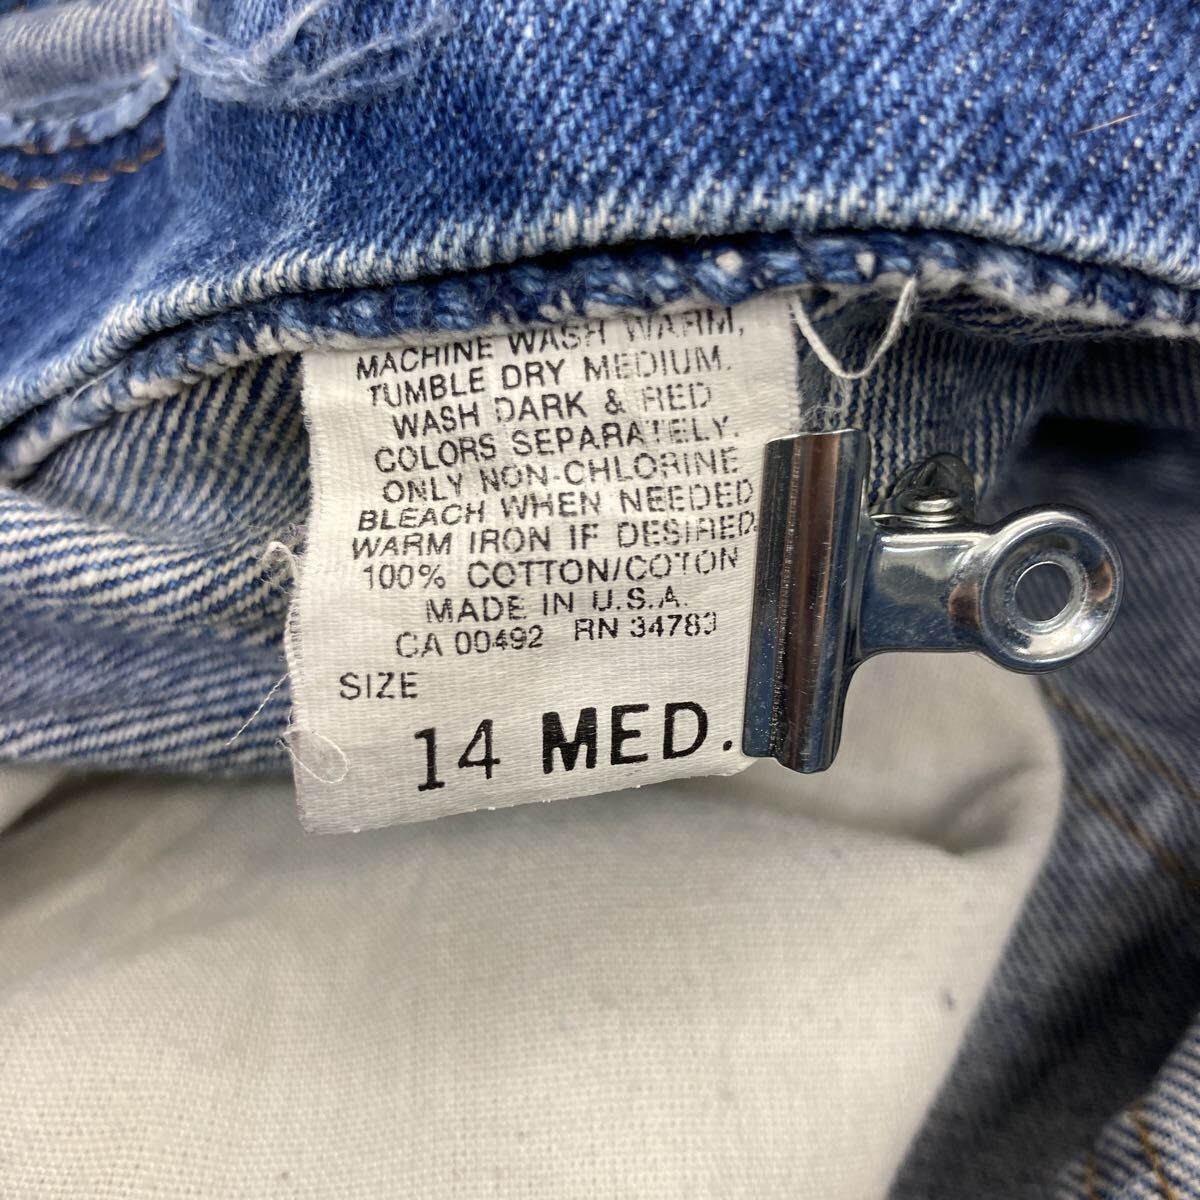 MACHINE WASH WARM,
TUMBLE DRY MEDIUM.
WASH DARK & RED
COLORS SEPARATELY.
ONLY NON-CHLORINE
BLEACH WHEN NEEDED
WARM IRON IF DESIRED.
100% COTTON/COTON
MADE IN U.S.A.
CA 00492 RN 34783
SIZE
14 MED.